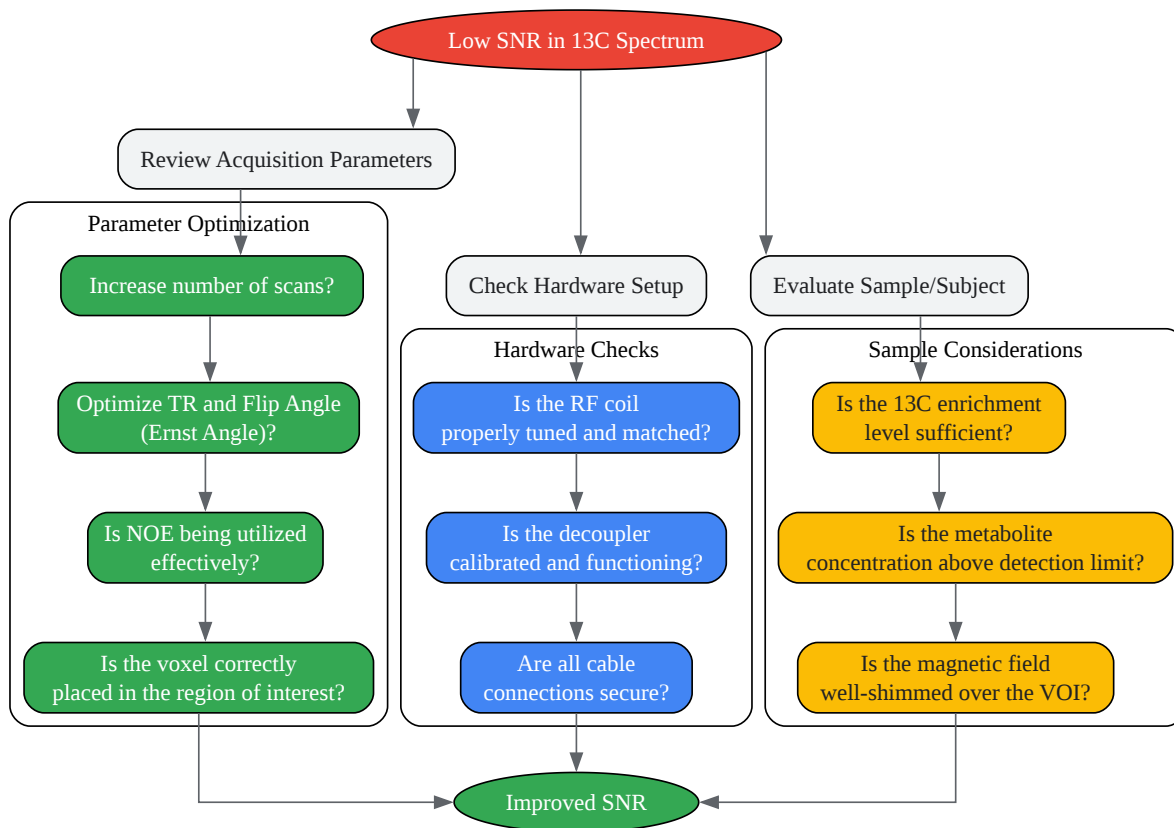 Low SNR in 13C Spectrum
Review Acquisition Parameters
Parameter Optimization
Increase number of scans?
Optimize TR and Flip Angle
(Ernst Angle)?
Is NOE being utilized
effectively?
Is the voxel correctly
placed in the region of interest?
Check Hardware Setup
Hardware Checks
Is the RF coil
properly tuned and matched?
Is the decoupler
calibrated and functioning?
Are all cable
connections secure?
Evaluate Sample/Subject
Sample Considerations
Is the 13C enrichment
level sufficient?
Is the metabolite
concentration above detection limit?
Is the magnetic field
well-shimmed over the VOI?
Improved SNR